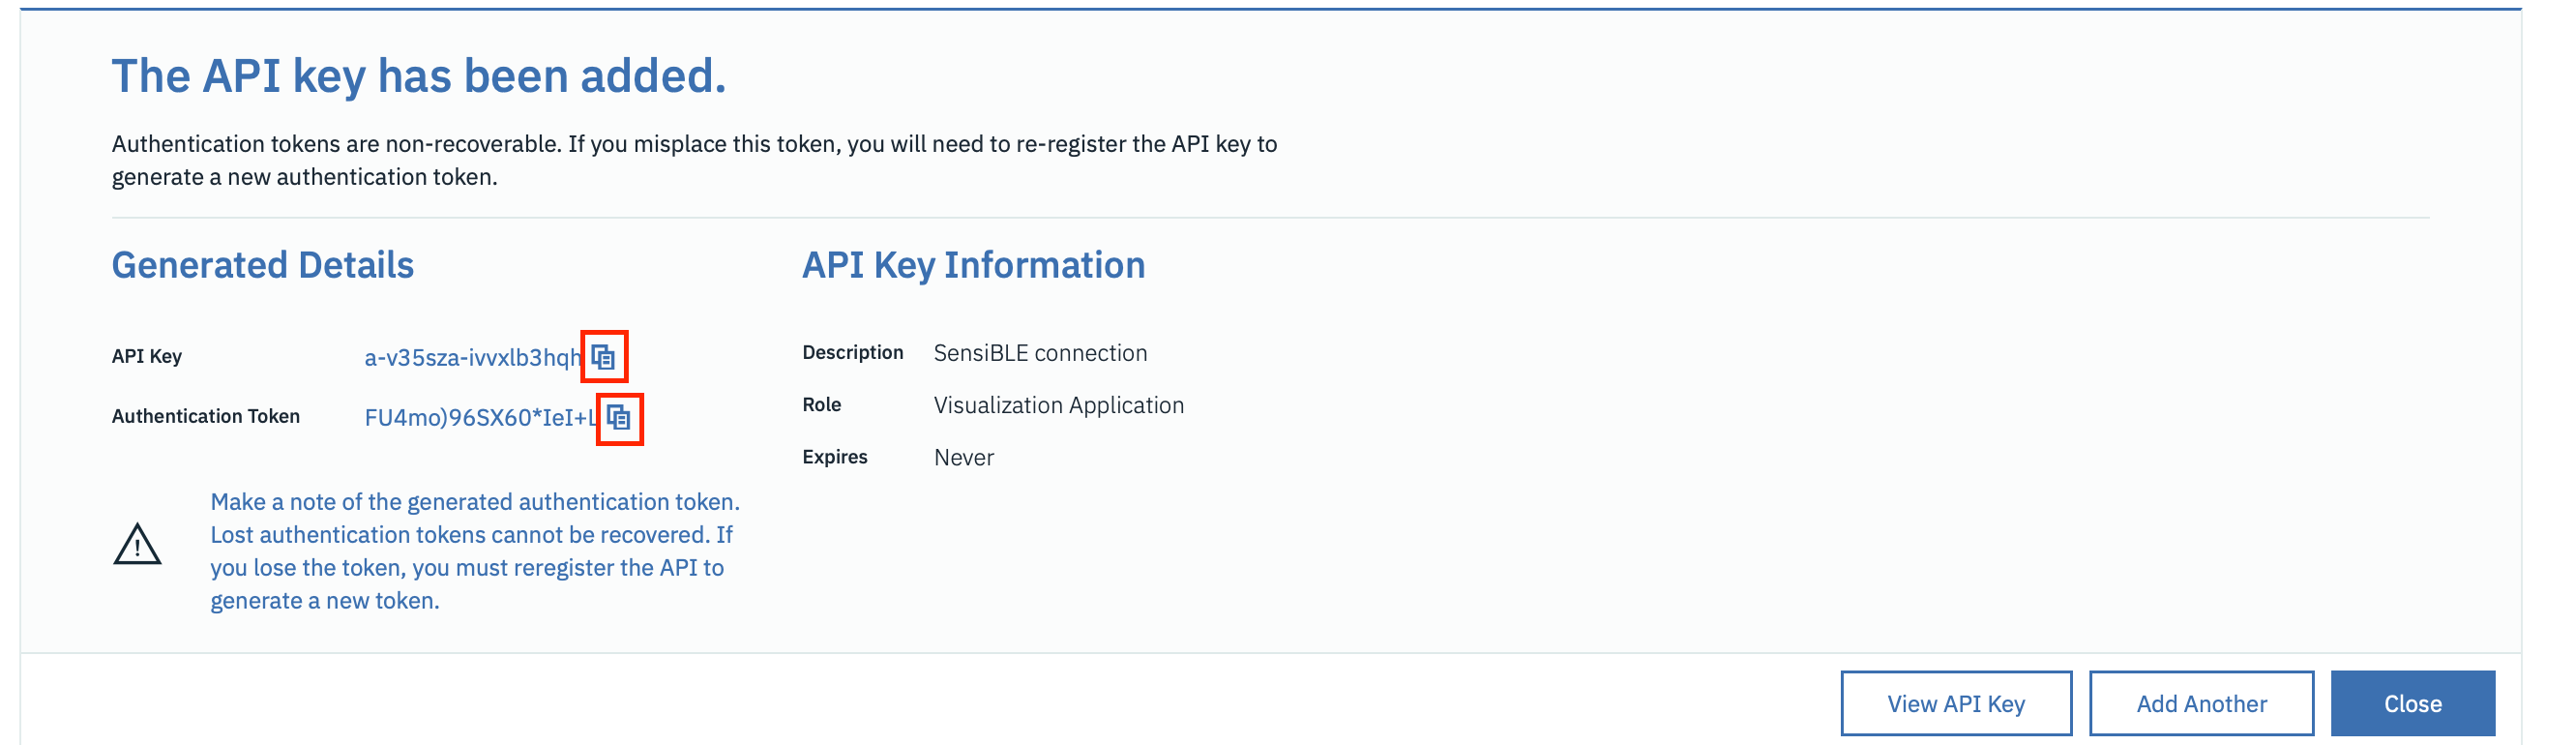 The API key has been added.
Authentication tokens are non-recoverable. If you misplace this token, you will need to re-register the API key to
generate a new authentication token.
Generated Details
API Key Information
API Key a-v35sza-ivvxlb3hqh
Authentication Token FU4mo)96SX60*IeI+L
Description SensiBLE connection
Role Visualization Application
Expires Never
Make a note of the generated authentication token.
Lost authentication tokens cannot be recovered. If
you lose the token, you must reregister the API to
generate a new token.
View API Key
Add Another
Close